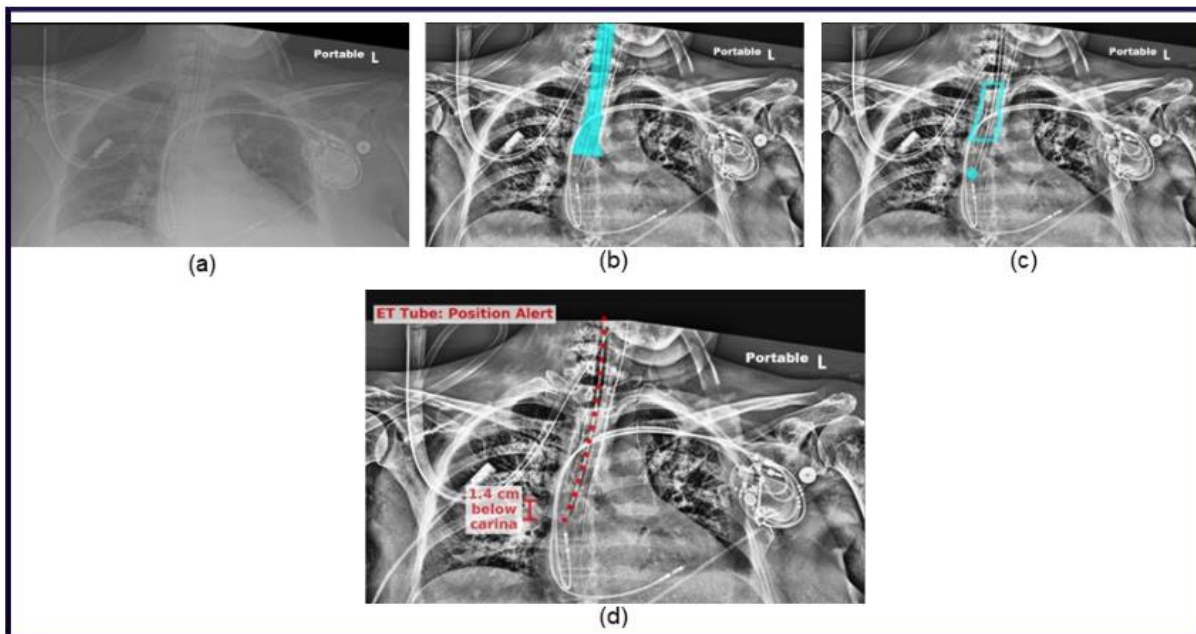 Portable L
(a)
Portable L
(b)
Portable L
(c)
ET Tube: Position Alert
Portable L
1.4 cm
below
carina
(d)